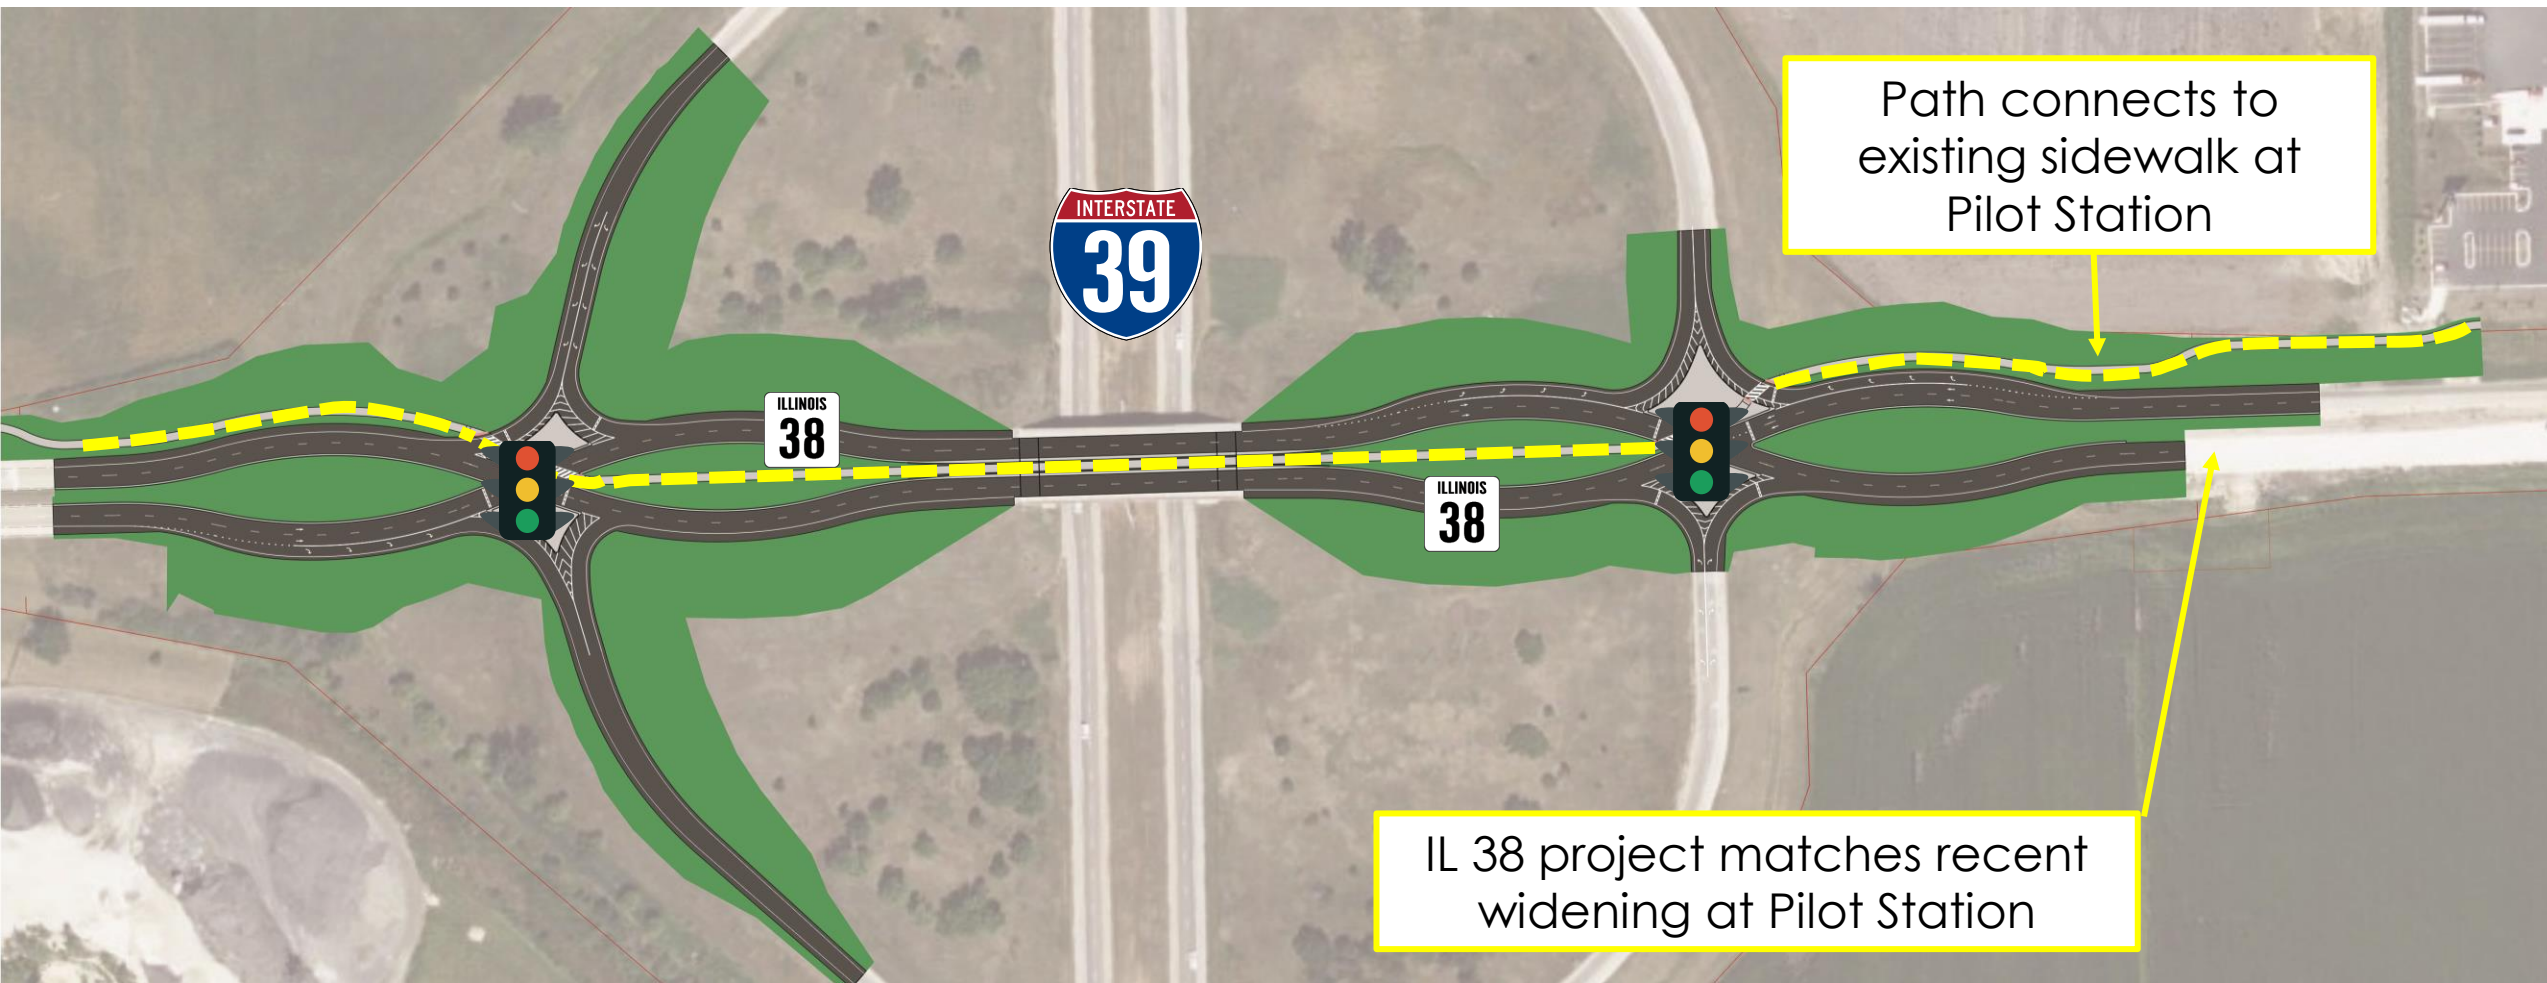 Path connects to
existing sidewalk at
Pilot Station
INTERSTATE
39
ILLINOIS
38
ILLINOIS
38
IL 38 project matches recent
widening at Pilot Station